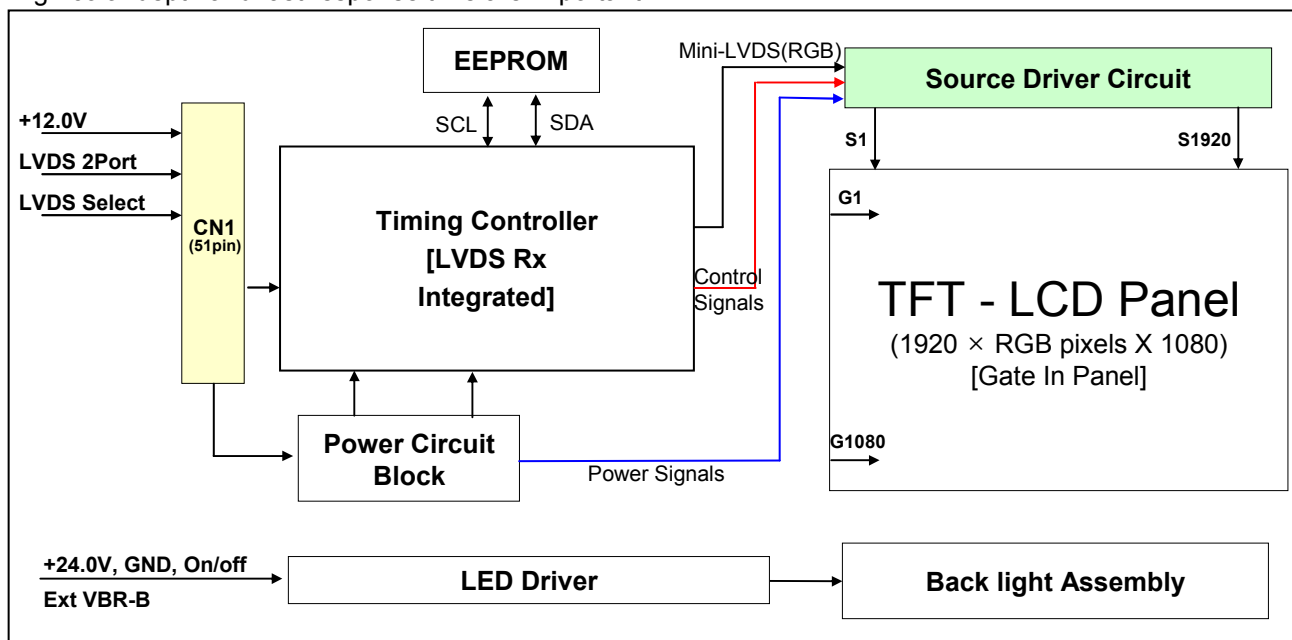 EEPROM
Mini-LVDS(RGB)
Source Driver Circuit
+12.0V
SCL
SDA
S1
S1920
LVDS 2Port
LVDS Select
CN1
(51pin)
Timing Controller
[LVDS Rx
Integrated]
G1
Control
Signals
TFT - LCD Panel
(1920 × RGB pixels X 1080)
[Gate In Panel]
G1080
Power Circuit
Block
Power Signals
+24.0V, GND, On/off
Ext VBR-B
LED Driver
Back light Assembly